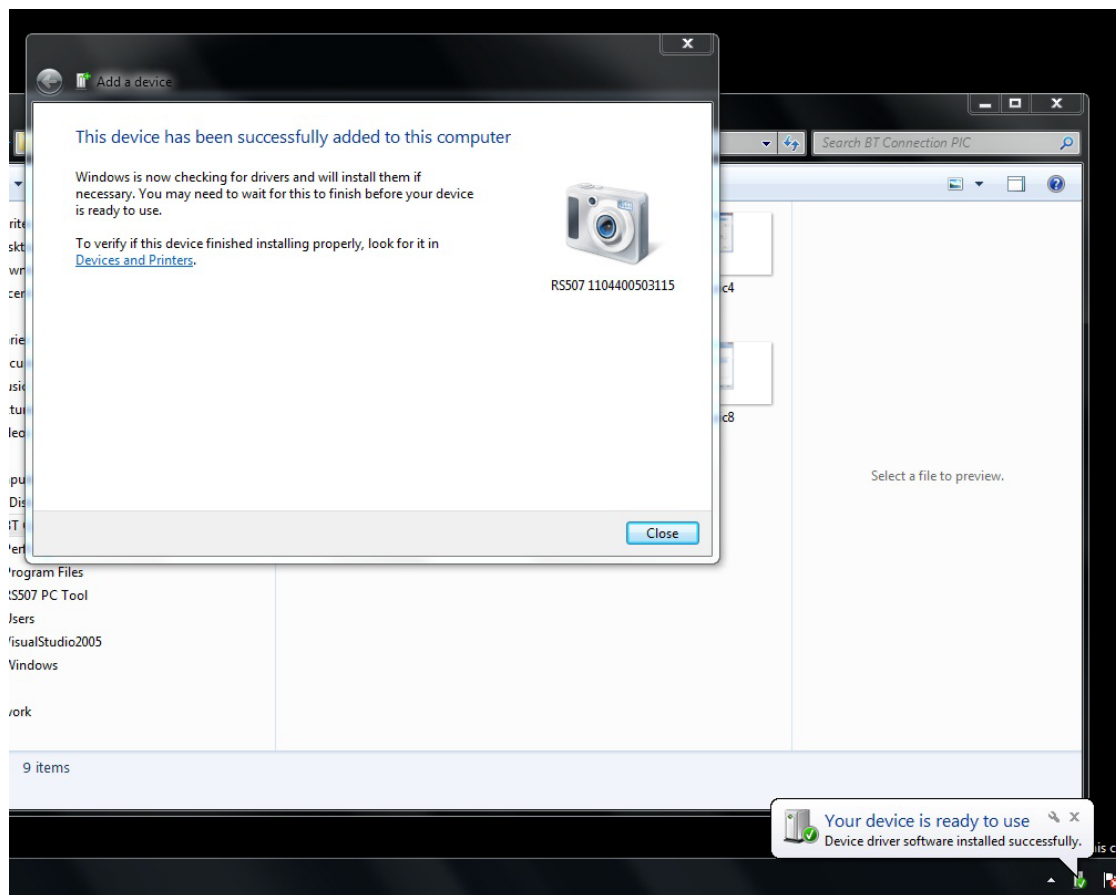 Add a device
This device has been successfully added to this computer
Windows is now checking for drivers and will install them if
necessary. You may need to wait for this to finish before your device
is ready to use.
To verify if this device finished installing properly, look for it in
Devices and Printers.
RS507 1104400503115
Close
Search BT Connection PIC
Select a file to preview.
Program Files
RS507 PC Tool
Users
VisualStudio2005
Windows
9 items
Your device is ready to use
Device driver software installed successfully.